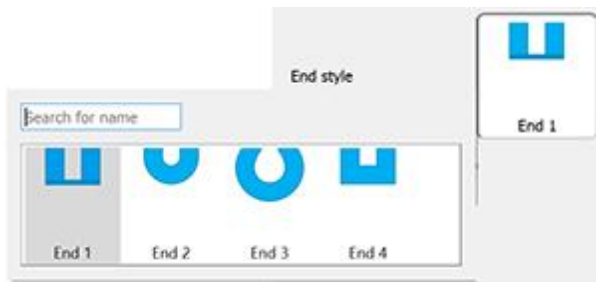 End style
End 1
Search for name
End 1
End 2
End 3
End 4